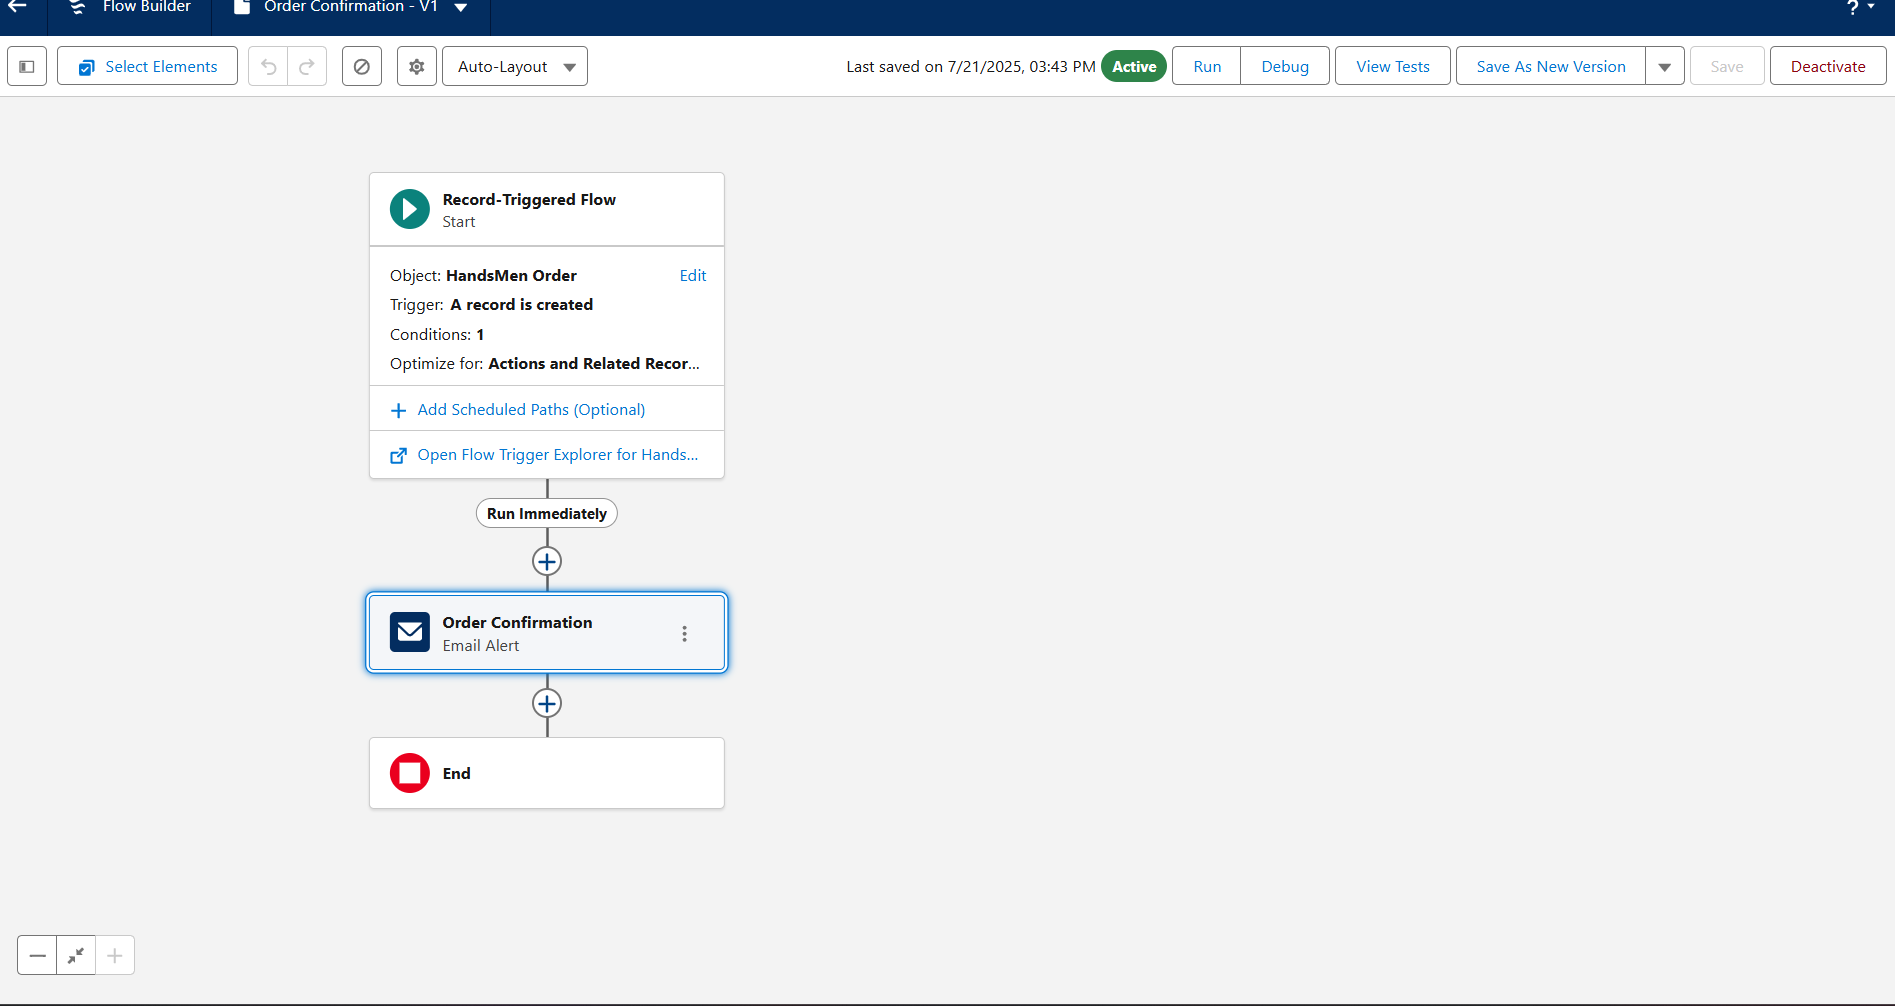 Flow Builder
Order Confirmation - V1
?
Select Elements
Auto-Layout
Last saved on 7/21/2025, 03:43 PM
Active
Run
Debug
View Tests
Save As New Version
Save
Deactivate
Record-Triggered Flow
Start
Object: HandsMen Order
Edit
Trigger: A record is created
Conditions: 1
Optimize for: Actions and Related Recor...
Add Scheduled Paths (Optional)
Open Flow Trigger Explorer for Hands...
Run Immediately
Order Confirmation
Email Alert
End